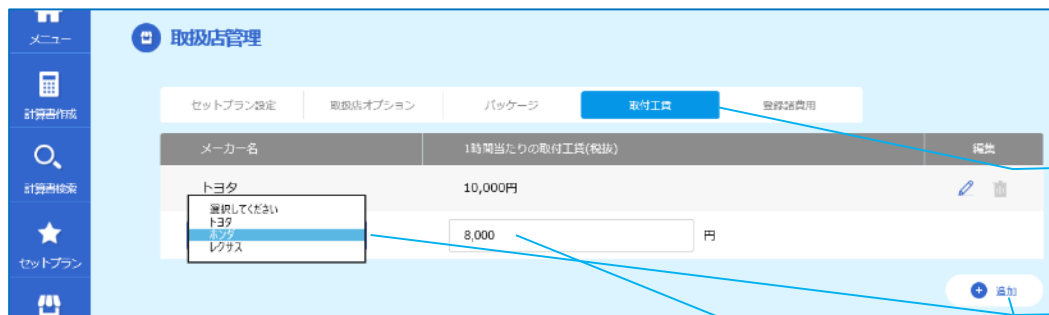 メニュー
取扱店管理
計算書作成
セットプラン設定
取扱店オプション
パッケージ
取付工賃
登録諸費用
メーカー名
1時間当たりの取付工賃(税抜)
編集
計算書検索
トヨタ
10,000円
選択してください
トヨタ
ホンダ
レクサス
8,000
円
セットプラン
追加